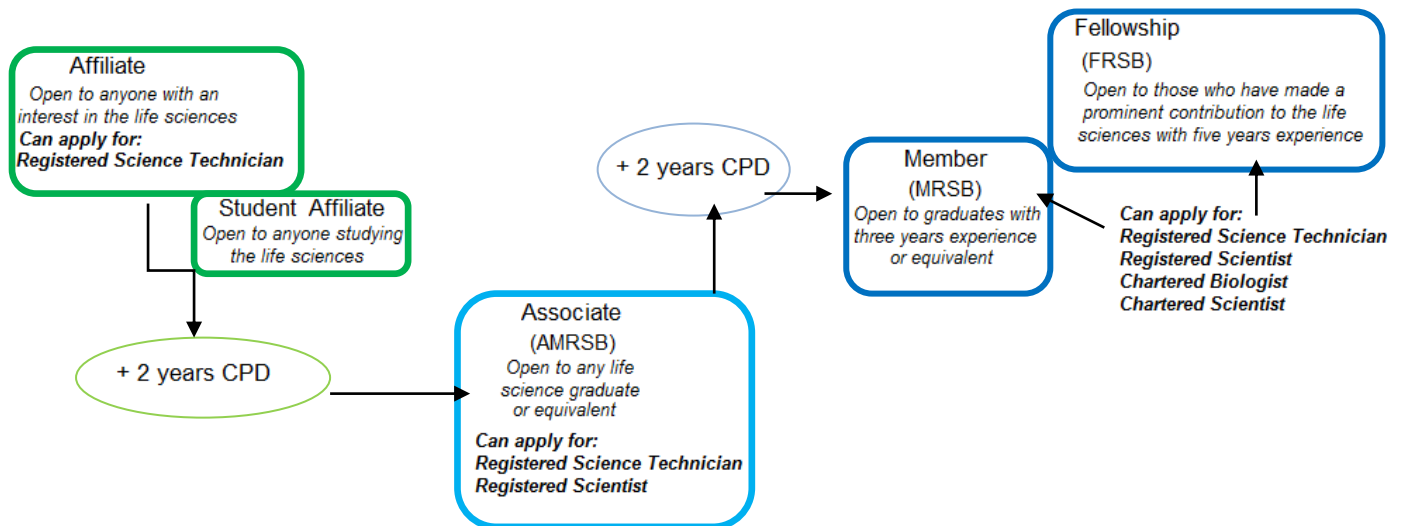 Affiliate
Open to anyone with an
interest in the life sciences
Can apply for:
Registered Science Technician
Student Affiliate
Open to anyone studying
the life sciences
+ 2 years CPD
Associate
(AMRSB)
Open to any life
science graduate
or equivalent
Can apply for:
Registered Science Technician
Registered Scientist
+ 2 years CPD
Member
(MRSB)
Open to graduates with
three years experience
or equivalent
Fellowship
(FRSB)
Open to those who have made a
prominent contribution to the life
sciences with five years experience
Can apply for:
Registered Science Technician
Registered Scientist
Chartered Biologist
Chartered Scientist